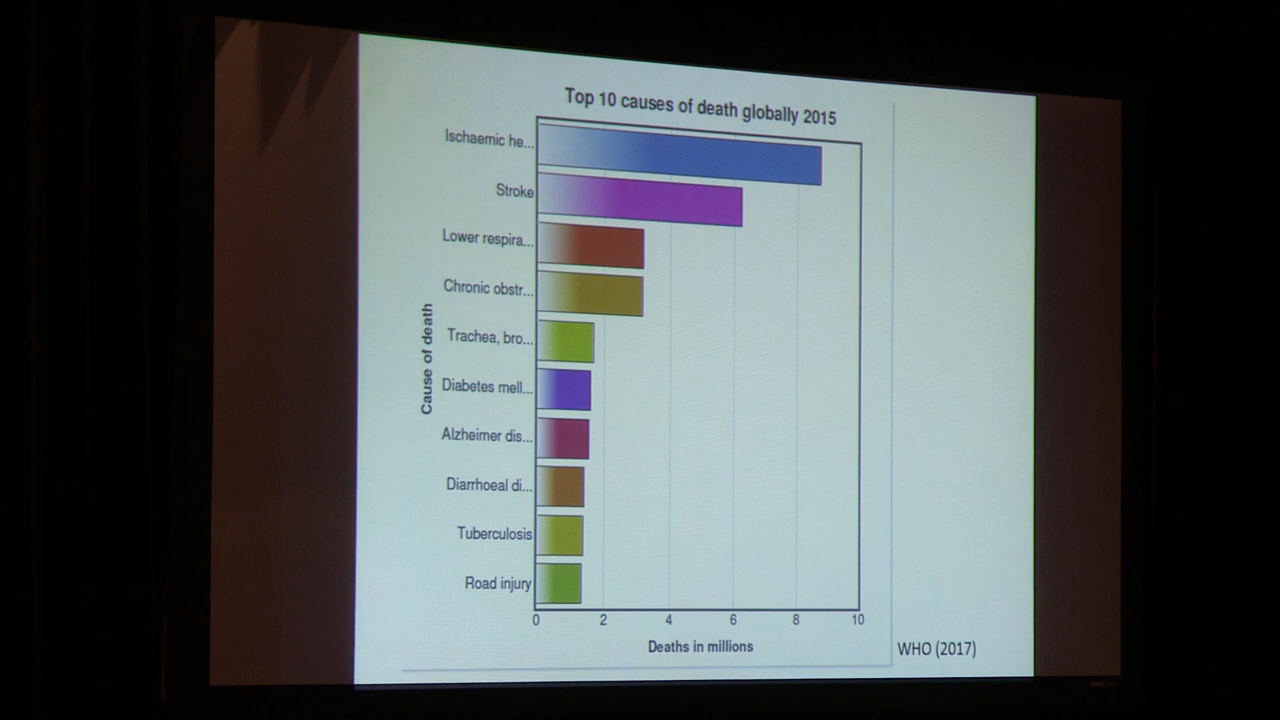 Top 10 causes of death globally 2015
Ischaemic he...
Stroke
Lower respira...
Chronic obstr...
Trachea, bro...
Diabetes mell...
Alzheimer dis...
Diarrhoeal di...
Tuberculosis
Road injury
Cause of death
0 2 4 6 8 10
Deaths in millions
WHO (2017)